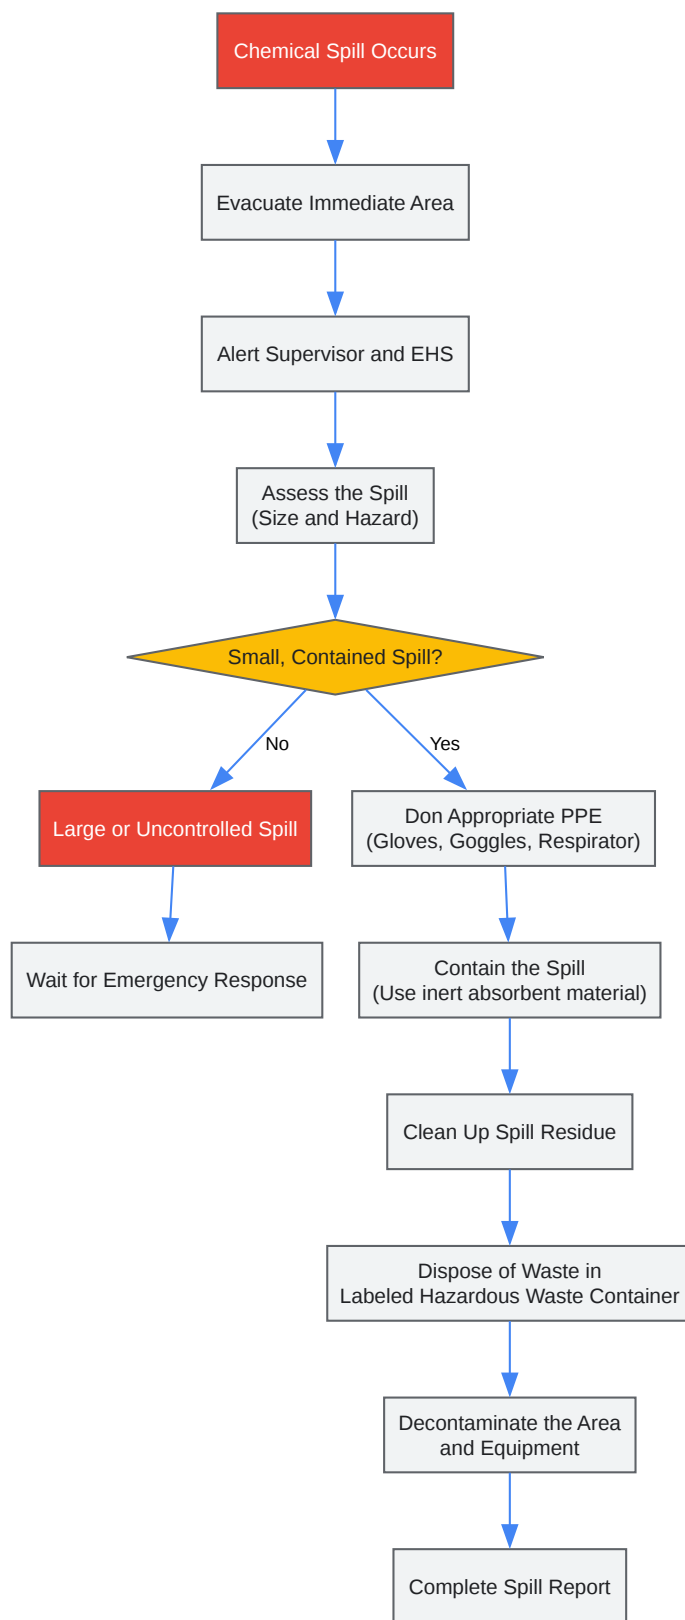 Chemical Spill Occurs
Evacuate Immediate Area
Alert Supervisor and EHS
Assess the Spill
(Size and Hazard)
Small, Contained Spill?
No
Yes
Large or Uncontrolled Spill
Don Appropriate PPE
(Gloves, Goggles, Respirator)
Wait for Emergency Response
Contain the Spill
(Use inert absorbent material)
Clean Up Spill Residue
Dispose of Waste in
Labeled Hazardous Waste Container
Decontaminate the Area
and Equipment
Complete Spill Report